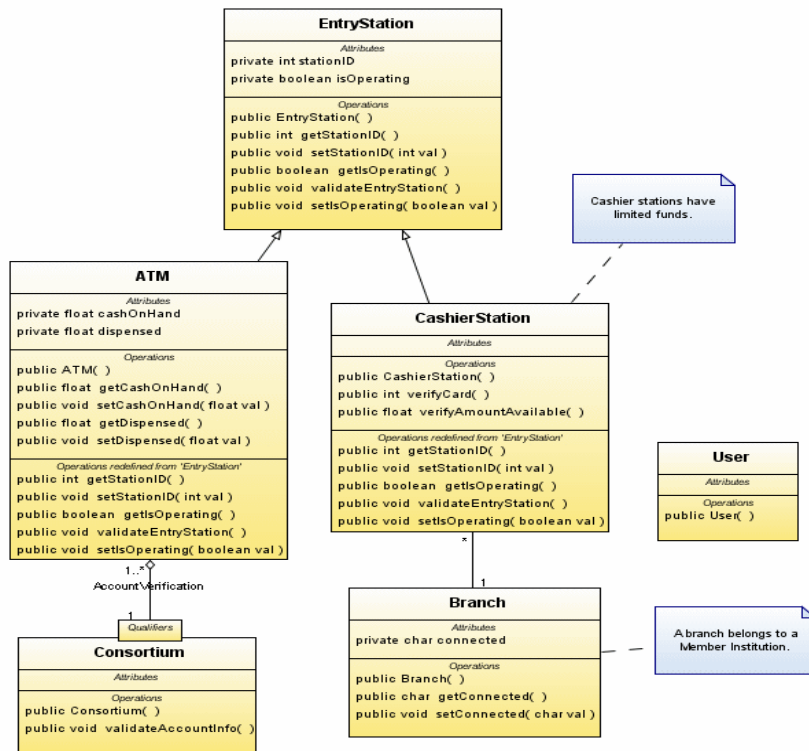 EntryStation
Attributes
private int stationID
private boolean isOperating
Operations
public EntryStation( )
public int getStationID( )
public void setStationID( int val )
public boolean getIsOperating( )
public void validateEntryStation( )
public void setIsOperating( boolean val )
Cashier stations have
limited funds.
ATM
Attributes
private float cashOnHand
private float dispensed
Operations
public ATM( )
public float getCashOnHand( )
public void setCashOnHand( float val )
public float getDispensed( )
public void setDispensed( float val )
Operations redefined from 'EntryStation'
public int getStationID( )
public void setStationID( int val )
public boolean getIsOperating( )
public void validateEntryStation( )
public void setIsOperating( boolean val )
CashierStation
Attributes
Operations
public CashierStation( )
public int verifyCard( )
public float verifyAmountAvailable( )
Operations redefined from 'EntryStation'
public int getStationID( )
public void setStationID( int val )
public boolean getIsOperating( )
public void validateEntryStation( )
public void setIsOperating( boolean val )
User
Attributes
Operations
public User( )
1..*
AccountVerification
1
Qualifiers
Consortium
Attributes
Operations
public Consortium( )
public void validateAccountInfo( )
*
1
Branch
Attributes
private char connected
Operations
public Branch( )
public char getConnected( )
public void setConnected( char val )
A branch belongs to a
Member Institution.